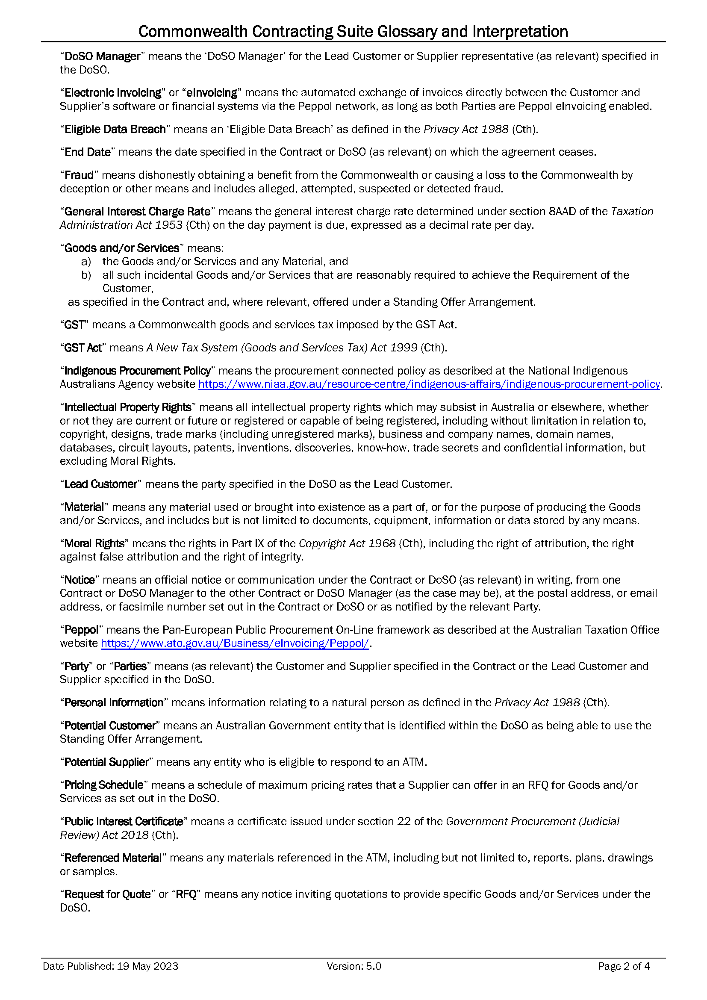 Commonwealth Contracting Suite Glossary and Interpretation
“DoSO Manager” means the ‘DoSO Manager’ for the Lead Customer or Supplier representative (as relevant) specified in
the DoSO.
“Electronic invoicing” or “eInvoicing” means the automated exchange of invoices directly between the Customer and
Supplier’s software or financial systems via the Peppol network, as long as both Parties are Peppol eInvoicing enabled.
“Eligible Data Breach” means an ‘Eligible Data Breach’ as defined in the Privacy Act 1988 (Cth).
“End Date” means the date specified in the Contract or DoSO (as relevant) on which the agreement ceases.
“Fraud” means dishonestly obtaining a benefit from the Commonwealth or causing a loss to the Commonwealth by
deception or other means and includes alleged, attempted, suspected or detected fraud.
“General Interest Charge Rate” means the general interest charge rate determined under section 8AAD of the Taxation
Administration Act 1953 (Cth) on the day payment is due, expressed as a decimal rate per day.
“Goods and/or Services” means:
a) the Goods and/or Services and any Material, and
b) all such incidental Goods and/or Services that are reasonably required to achieve the Requirement of the
Customer,
as specified in the Contract and, where relevant, offered under a Standing Offer Arrangement.
“GST” means a Commonwealth goods and services tax imposed by the GST Act.
“GST Act” means A New Tax System (Goods and Services Tax) Act 1999 (Cth).
“Indigenous Procurement Policy” means the procurement connected policy as described at the National Indigenous
Australians Agency website https://www.niaa.gov.au/resource-centre/indigenous-affairs/indigenous-procurement-policy.
“Intellectual Property Rights” means all intellectual property rights which may subsist in Australia or elsewhere, whether
or not they are current or future or registered or capable of being registered, including without limitation in relation to,
copyright, designs, trade marks (including unregistered marks), business and company names, domain names,
databases, circuit layouts, patents, inventions, discoveries, know-how, trade secrets and confidential information, but
excluding Moral Rights.
“Lead Customer” means the party specified in the DoSO as the Lead Customer.
“Material” means any material used or brought into existence as a part of, or for the purpose of producing the Goods
and/or Services, and includes but is not limited to documents, equipment, information or data stored by any means.
“Moral Rights” means the rights in Part IX of the Copyright Act 1968 (Cth), including the right of attribution, the right
against false attribution and the right of integrity.
“Notice” means an official notice or communication under the Contract or DoSO (as relevant) in writing, from one
Contract or DoSO Manager to the other Contract or DoSO Manager (as the case may be), at the postal address, or email
address, or facsimile number set out in the Contract or DoSO or as notified by the relevant Party.
“Peppol” means the Pan-European Public Procurement On-Line framework as described at the Australian Taxation Office
website https://www.ato.gov.au/Business/eInvoicing/Peppol/.
“Party” or “Parties” means (as relevant) the Customer and Supplier specified in the Contract or the Lead Customer and
Supplier specified in the DoSO.
“Personal Information” means information relating to a natural person as defined in the Privacy Act 1988 (Cth).
“Potential Customer” means an Australian Government entity that is identified within the DoSO as being able to use the
Standing Offer Arrangement.
“Potential Supplier” means any entity who is eligible to respond to an ATM.
“Pricing Schedule” means a schedule of maximum pricing rates that a Supplier can offer in an RFQ for Goods and/or
Services as set out in the DoSO.
“Public Interest Certificate” means a certificate issued under section 22 of the Government Procurement (Judicial
Review) Act 2018 (Cth).
“Referenced Material” means any materials referenced in the ATM, including but not limited to, reports, plans, drawings
or samples.
“Request for Quote” or “RFQ” means any notice inviting quotations to provide specific Goods and/or Services under the
DoSO.
Date Published: 19 May 2023 Version: 5.0 Page 2 of 4